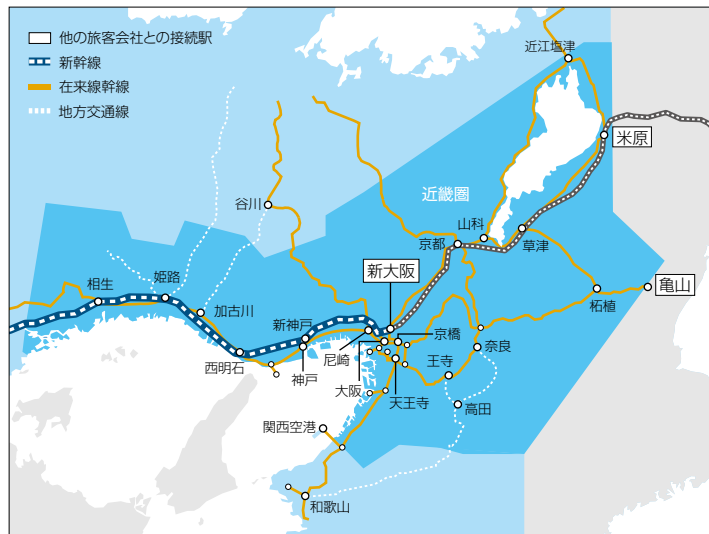 他の旅客会社との接続駅
新幹線
在来線幹線
地方交通線
近江塩津
米原
近畿圏
谷川
山科
京都
草津
新大阪
亀山
相生
姫路
加古川
新神戸
柘植
京橋
尼崎
奈良
西明石
神戸
大阪
王寺
天王寺
高田
関西空港
和歌山